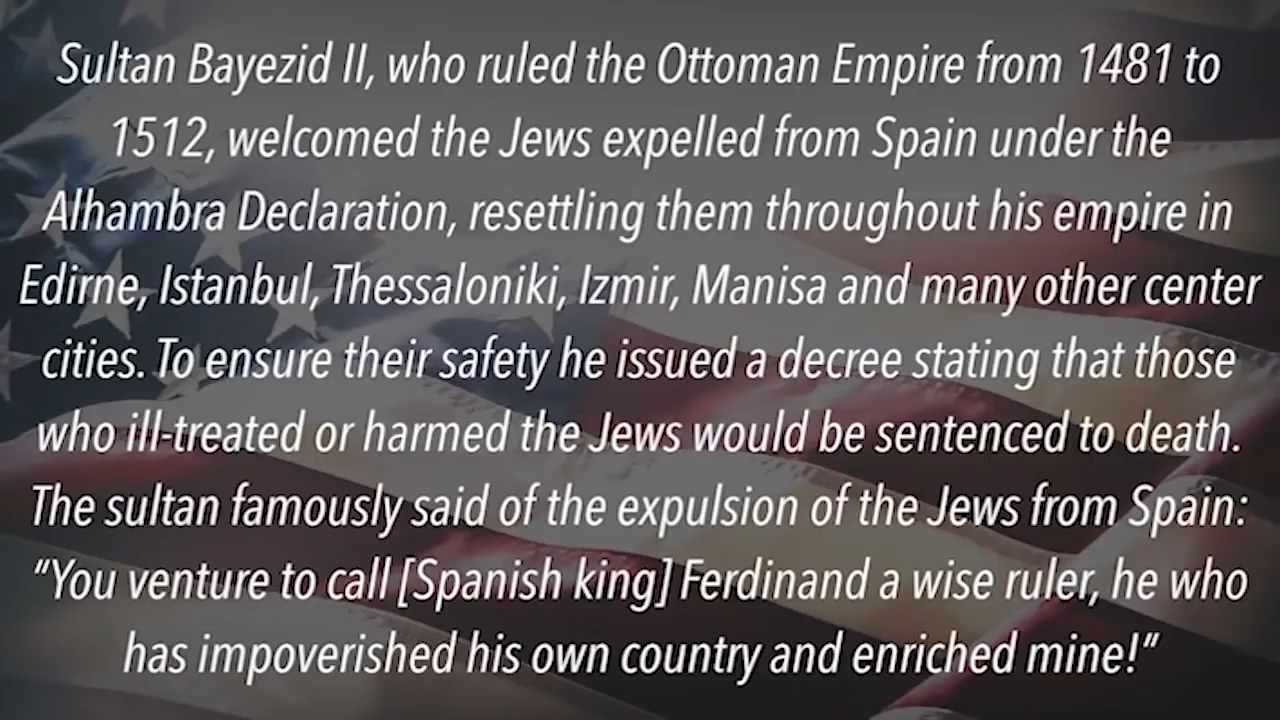 Sultan Bayezid II, who ruled the Ottoman Empire from 1481 to
1512, welcomed the Jews expelled from Spain under the
Alhambra Declaration, resettling them throughout his empire in
Edirne, Istanbul, Thessaloniki, Izmir, Manisa and many other center
cities. To ensure their safety he issued a decree stating that those
who ill-treated or harmed the Jews would be sentenced to death.
The sultan famously said of the expulsion of the Jews from Spain:
“You venture to call [Spanish king] Ferdinand a wise ruler, he who
has impoverished his own country and enriched mine!”